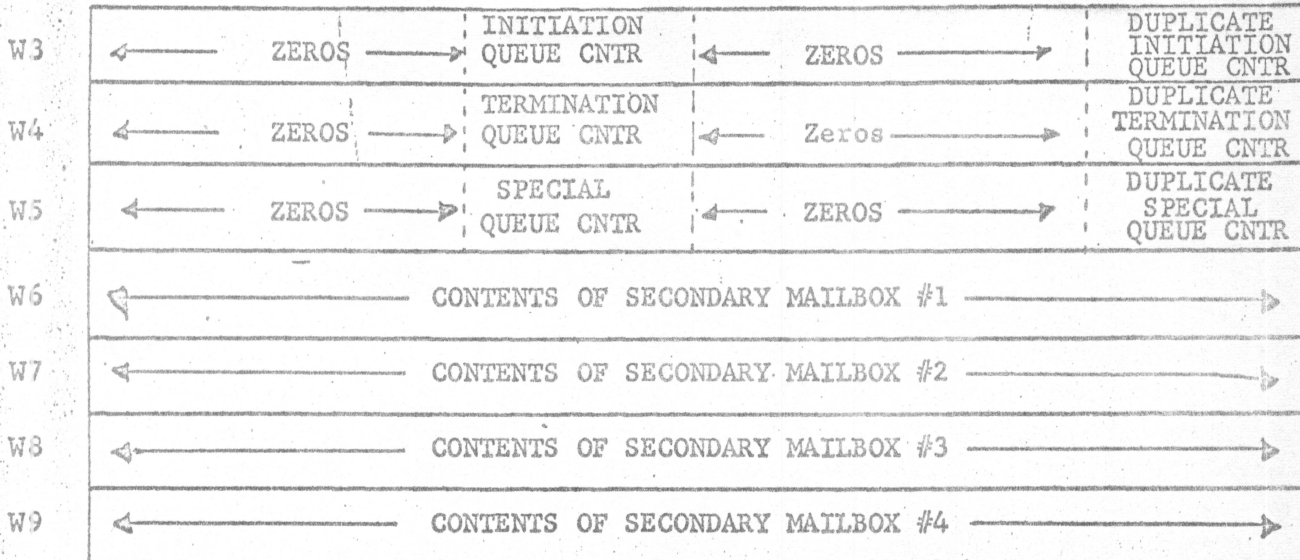 W3 ZEROS INITIATION QUEUE CNTR ZEROS DUPLICATE INITIATION QUEUE CNTR
W4 ZEROS TERMINATION QUEUE CNTR Zeros DUPLICATE TERMINATION QUEUE CNTR
W5 ZEROS SPECIAL QUEUE CNTR ZEROS DUPLICATE SPECIAL QUEUE CNTR
W6 CONTENTS OF SECONDARY MAILBOX #1
W7 CONTENTS OF SECONDARY MAILBOX #2
W8 CONTENTS OF SECONDARY MAILBOX #3
W9 CONTENTS OF SECONDARY MAILBOX #4